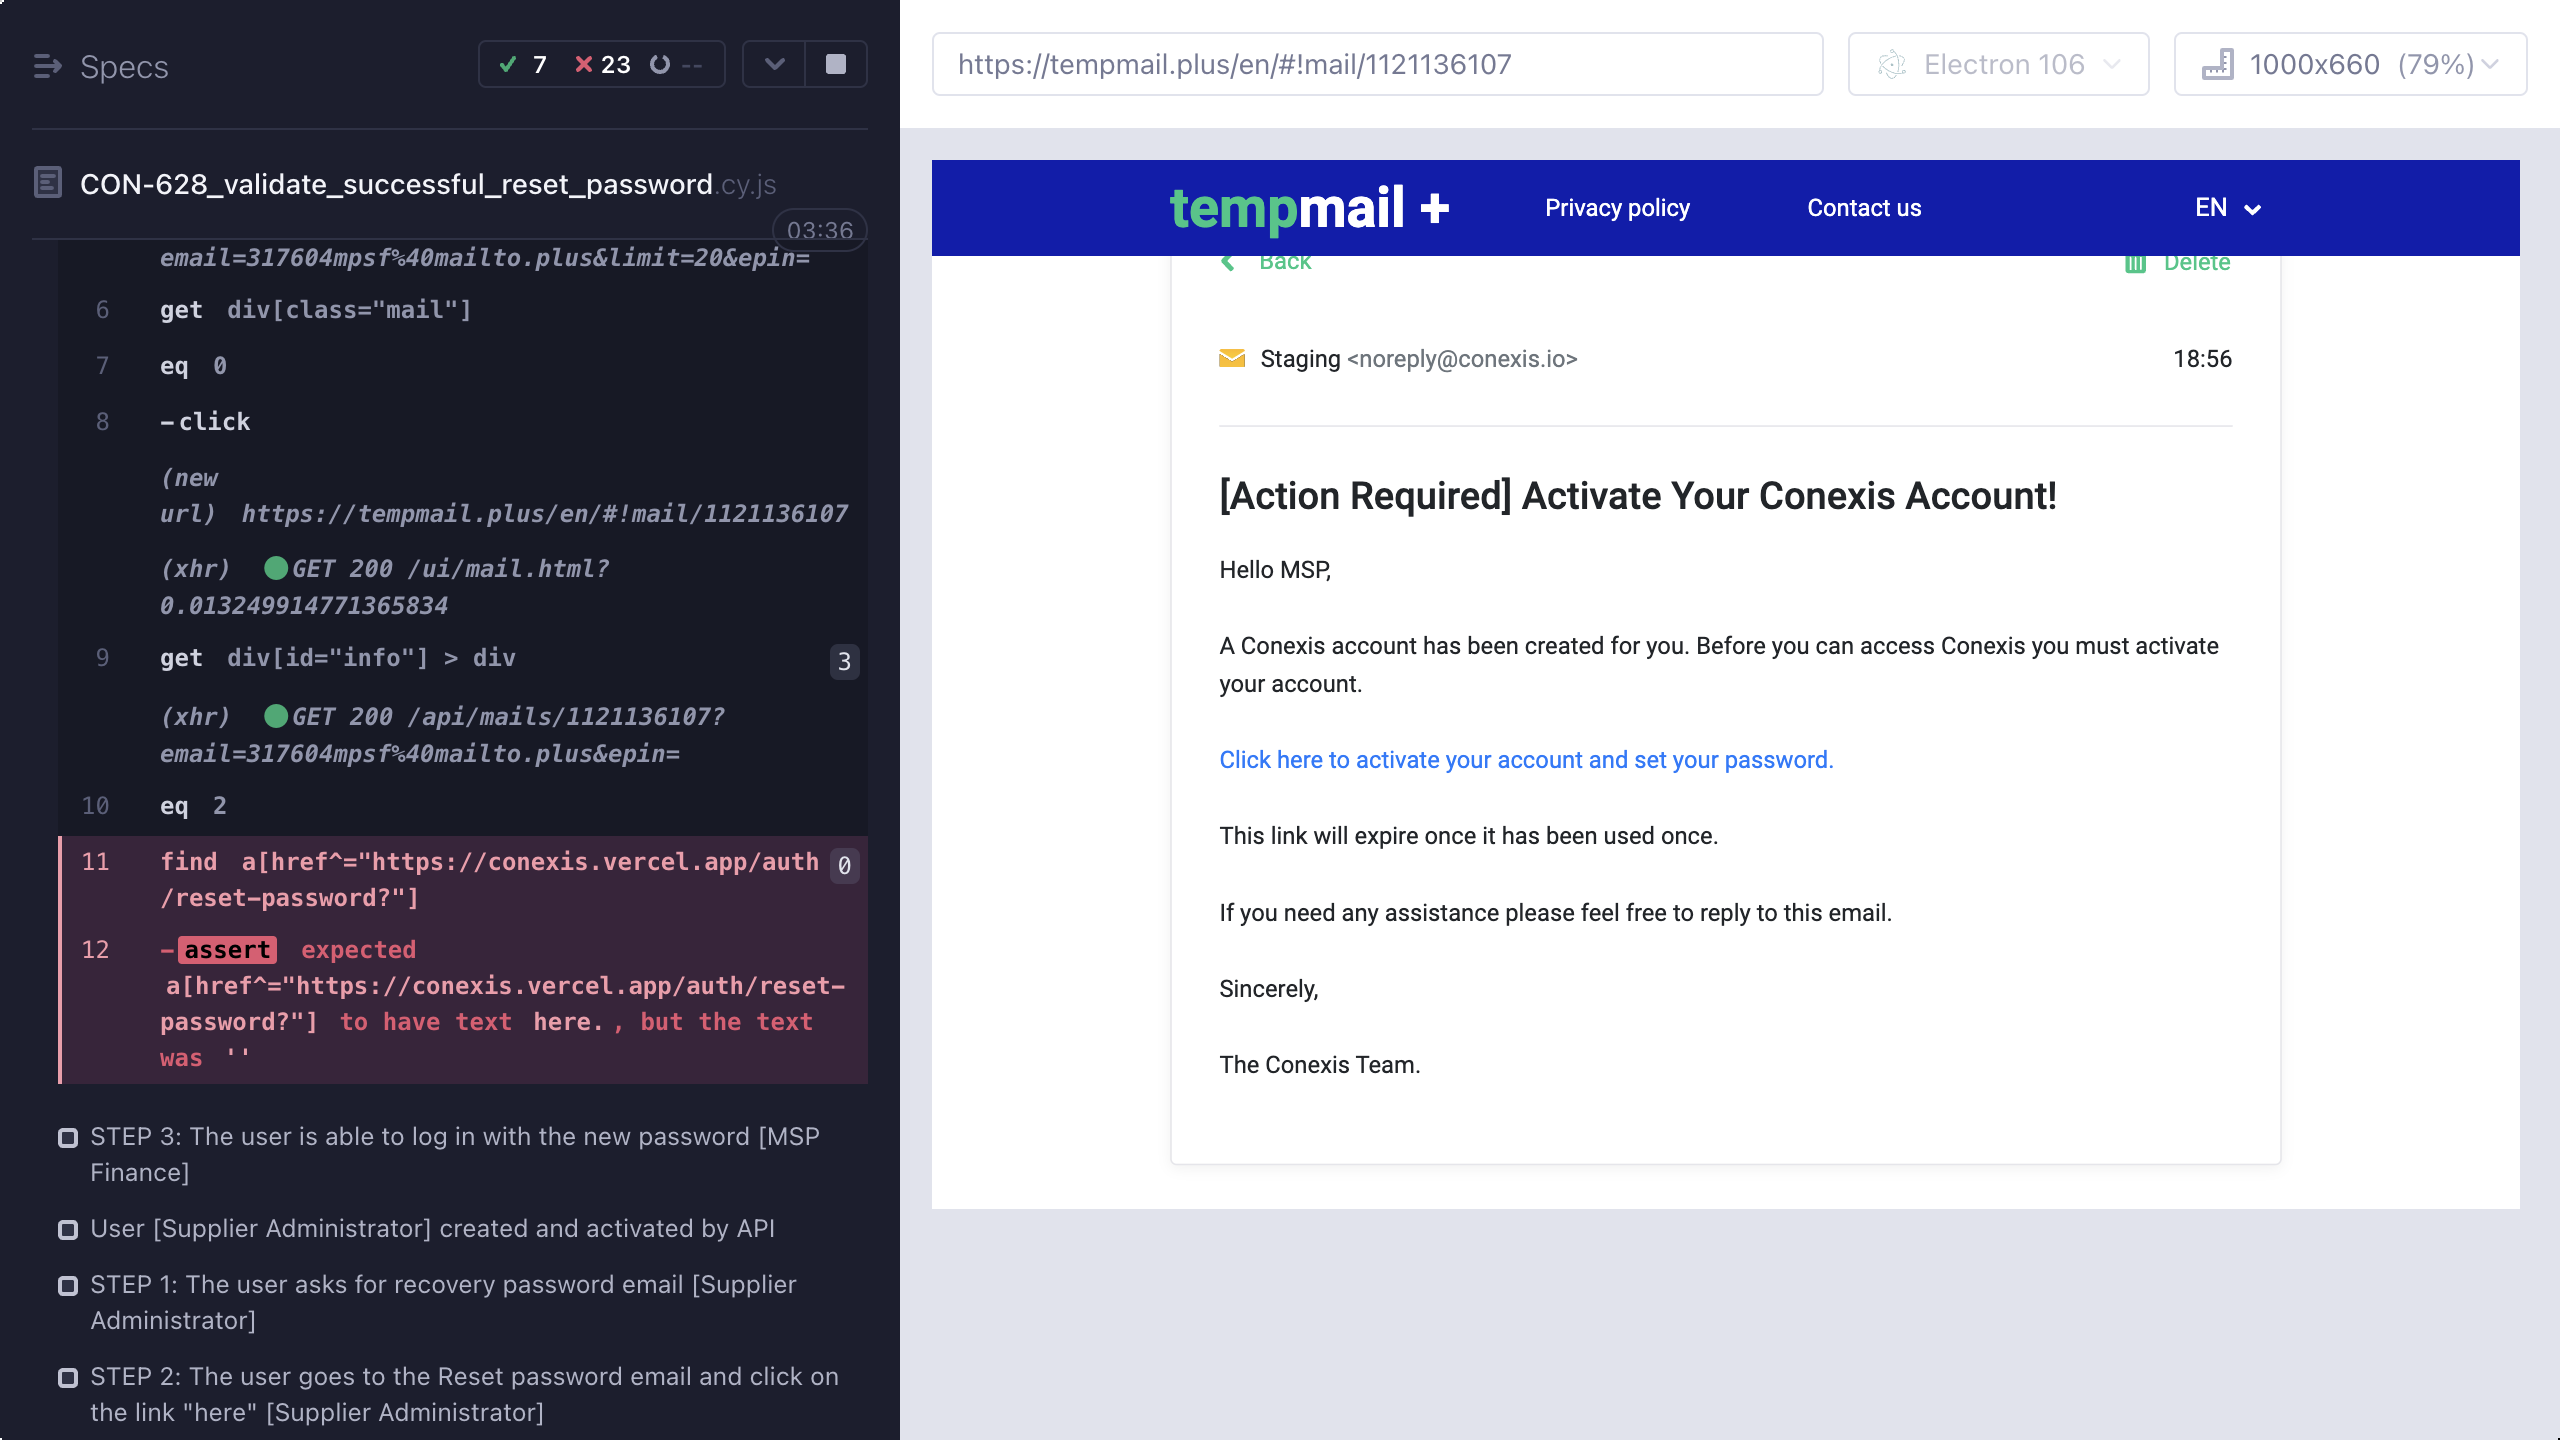 Specs
7 23 --
CON-628_validate_successful_reset_password.cy.js
03:36
email=317604mpsf%40mailto.plus&limit=20&epin=
6 get div[class="mail"]
7 eq 0
8 -click
(new
url) https://tempmail.plus/en/#!mail/1121136107
(xhr) GET 200 /ui/mail.html?
0.013249914771365834
9 get div[id="info"] > div 3
(xhr) GET 200 /api/mails/1121136107?
email=317604mpsf%40mailto.plus&epin=
10 eq 2
11 find a[href^="https://conexis.vercel.app/auth 0
/reset-password?"]
12 -assert expected
a[href^="https://conexis.vercel.app/auth/reset-
password?"] to have text here. , but the text
was ''
STEP 3: The user is able to log in with the new password [MSP
Finance]
User [Supplier Administrator] created and activated by API
STEP 1: The user asks for recovery password email [Supplier
Administrator]
STEP 2: The user goes to the Reset password email and click on
the link "here" [Supplier Administrator]
https://tempmail.plus/en/#!mail/1121136107
Electron 106
1000x660 (79%)
tempmail +
Privacy policy
Contact us
EN
Back
Delete
Staging <noreply@conexis.io>
18:56
[Action Required] Activate Your Conexis Account!
Hello MSP,
A Conexis account has been created for you. Before you can access Conexis you must activate
your account.
Click here to activate your account and set your password.
This link will expire once it has been used once.
If you need any assistance please feel free to reply to this email.
Sincerely,
The Conexis Team.